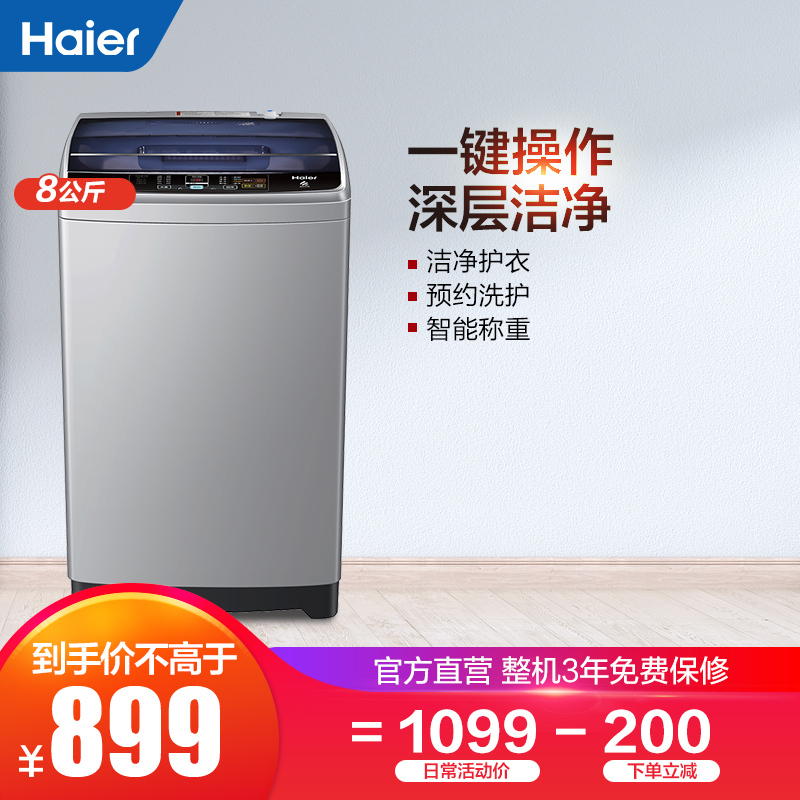 Haier
Haier
8公斤
一键操作
深层洁净
洁净护衣
预约洗护
智能称重
到手价不高于
¥899
官方直营 整机3年免费保修
=1099-200
日常活动价 下单立减